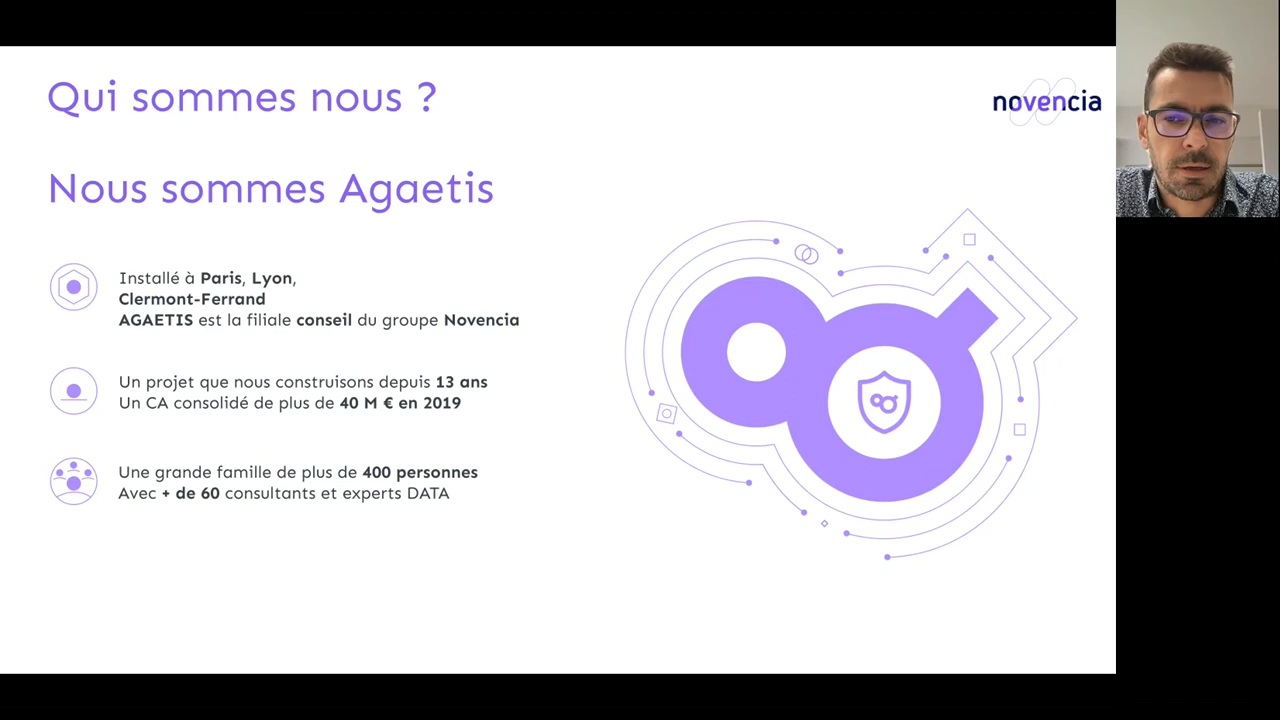 Qui sommes nous ?
novencia
Nous sommes Agaetis
Installé à Paris, Lyon,
Clermont-Ferrand
AGAETIS est la filiale conseil du groupe Novencia
Un projet que nous construisons depuis 13 ans
Un CA consolidé de plus de 40 M € en 2019
Une grande famille de plus de 400 personnes
Avec + de 60 consultants et experts DATA